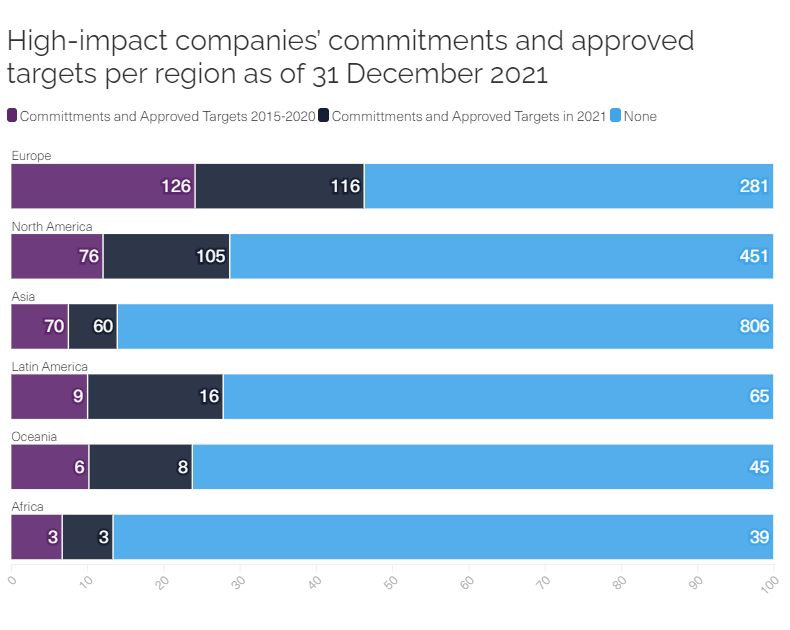 High-impact companies’ commitments and approved
targets per region as of 31 December 2021
Committments and Approved Targets 2015-2020 Committments and Approved Targets in 2021 None
Europe
126 116 281
North America
76 105 451
Asia
70 60 806
Latin America
9 16 65
Oceania
6 8 45
Africa
3 3 39
0 10 20 30 40 50 60 70 80 90 100